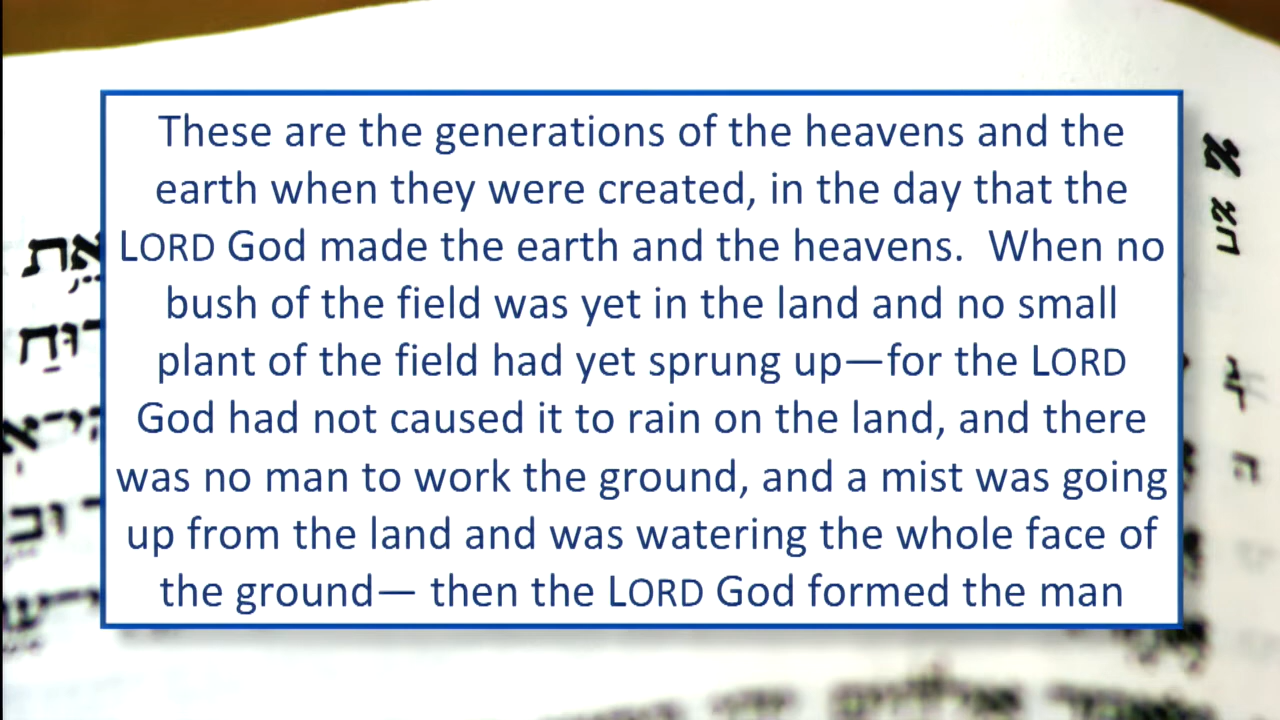 These are the generations of the heavens and the
earth when they were created, in the day that the
LORD God made the earth and the heavens.  When no
bush of the field was yet in the land and no small
plant of the field had yet sprung up—for the LORD
God had not caused it to rain on the land, and there
was no man to work the ground, and a mist was going
up from the land and was watering the whole face of
the ground— then the LORD God formed the man